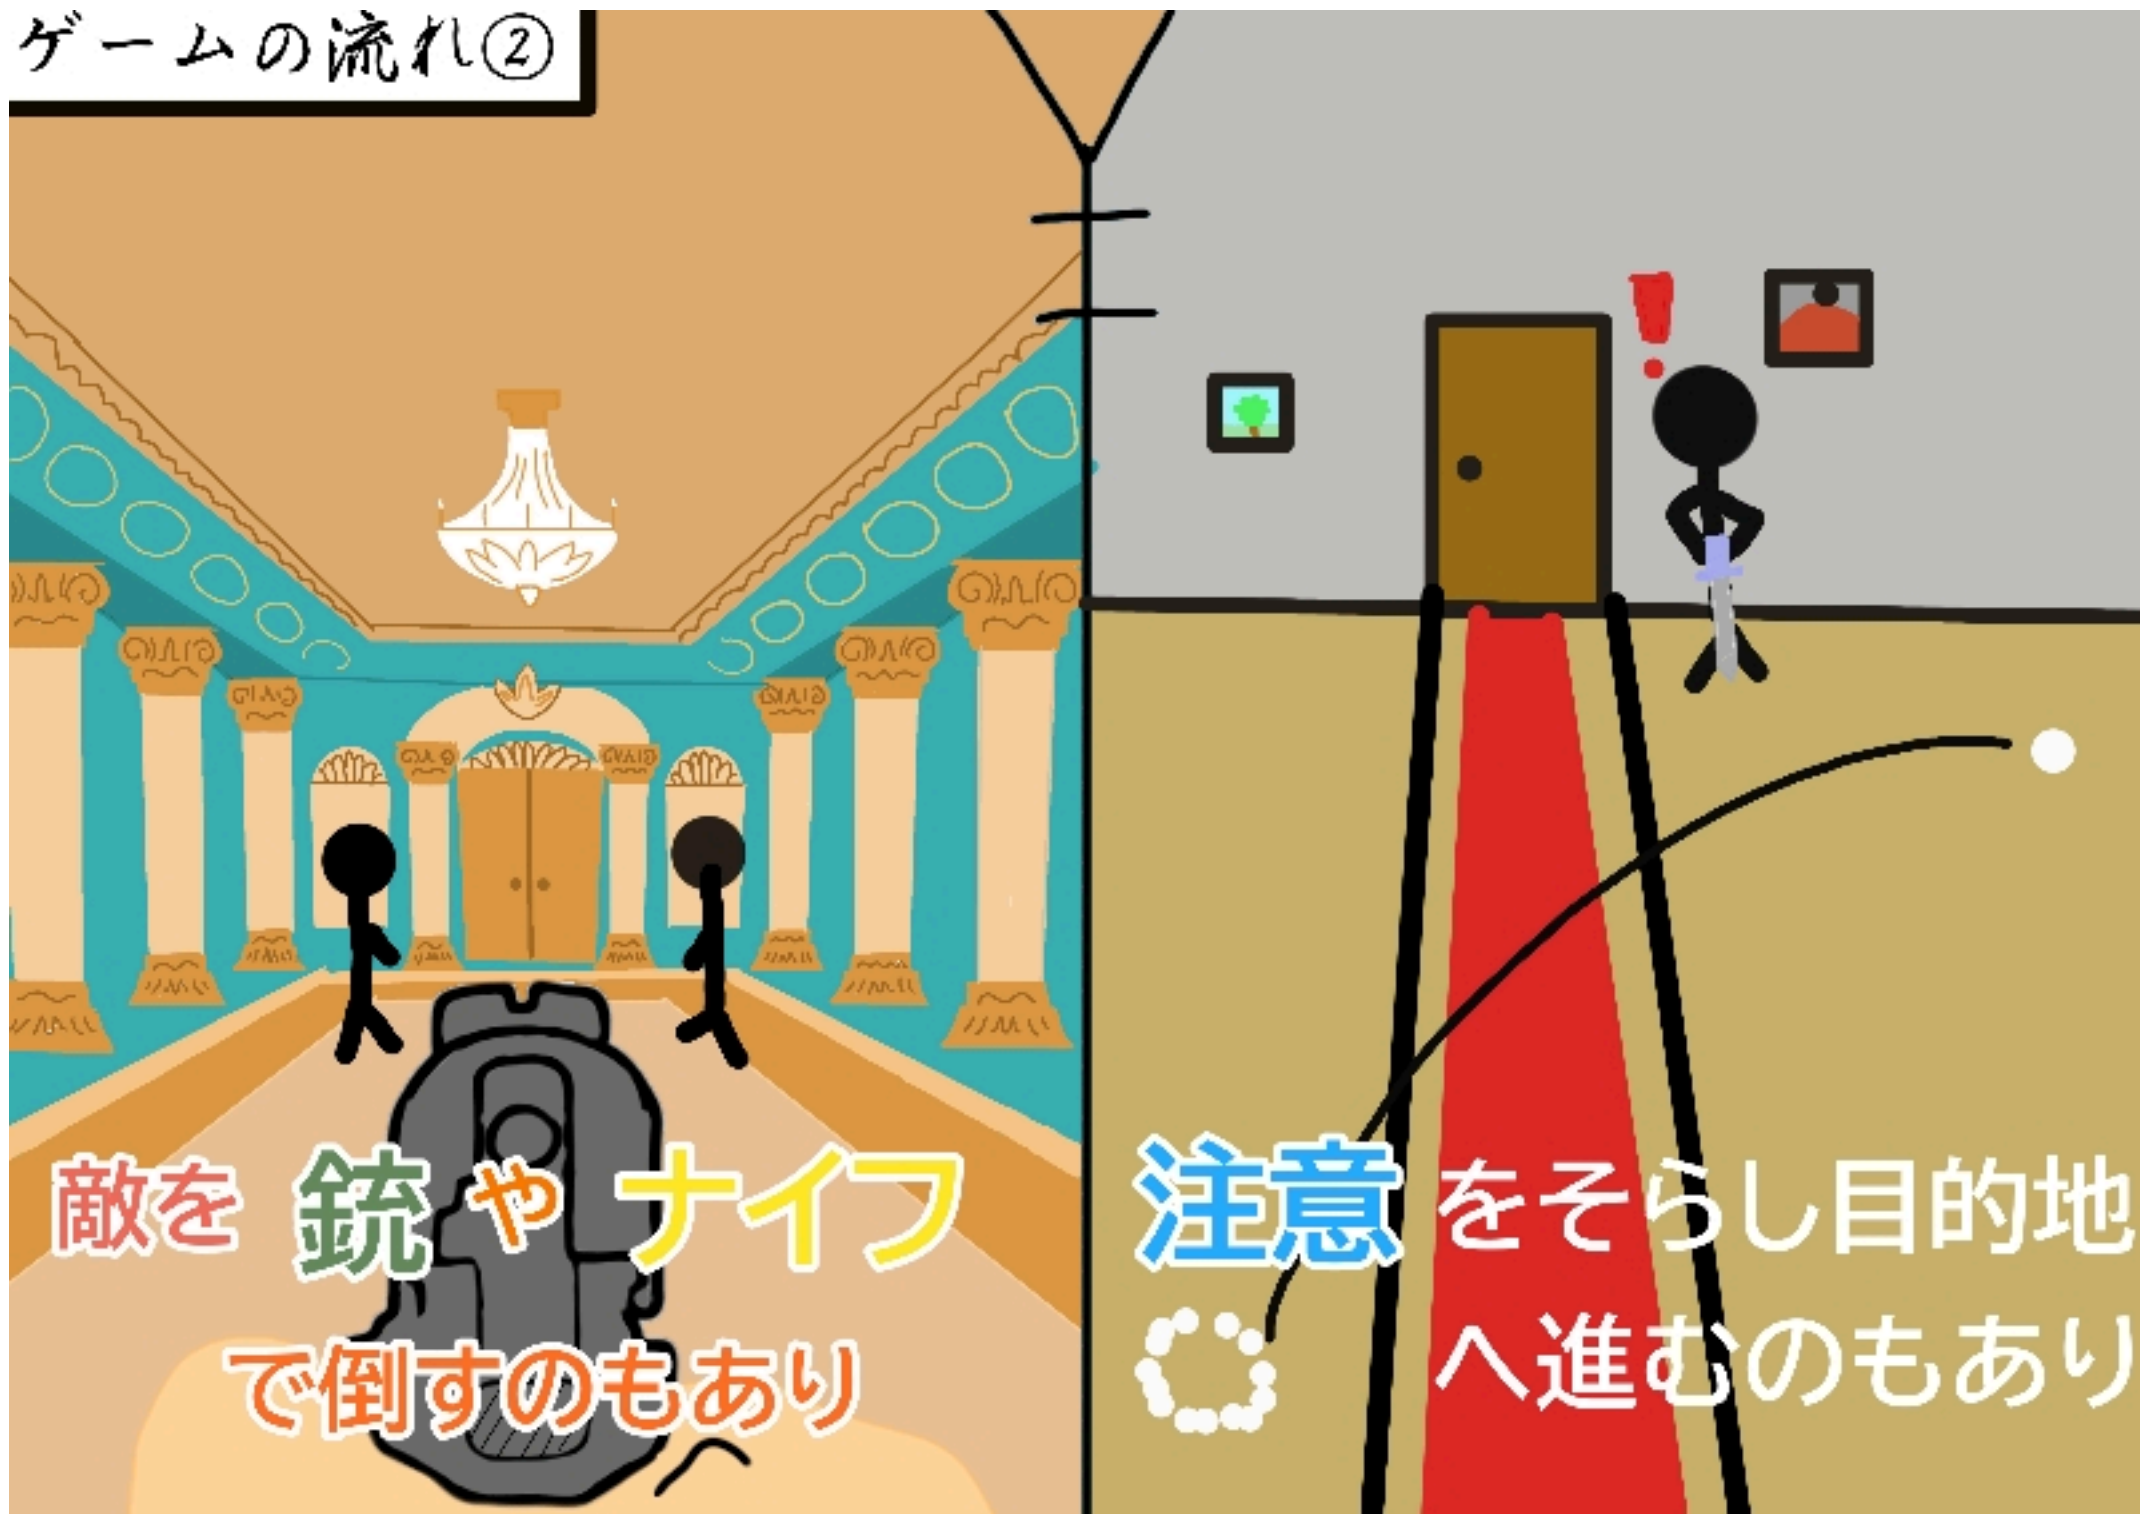 ゲームの流れ②
敵を銃やナイフ
で倒すのもあり
注意をそらし目的地
へ進むのもあり